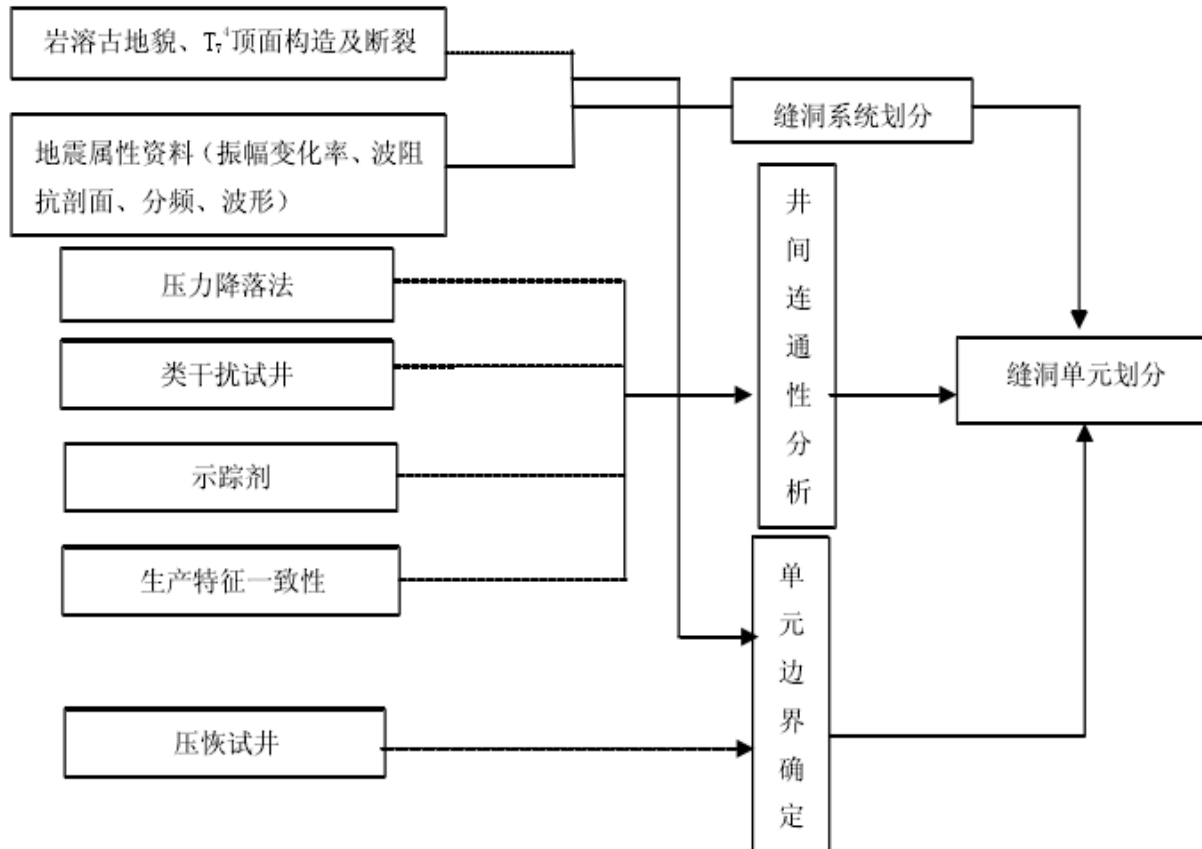 岩溶古地貌、T₇⁴顶面构造及断裂
缝洞系统划分
地震属性资料（振幅变化率、波阻
抗剖面、分频、波形）
压力降落法
类干扰试井
示踪剂
生产特征一致性
压恢试井
井间连通性分析
单元边界确定
缝洞单元划分